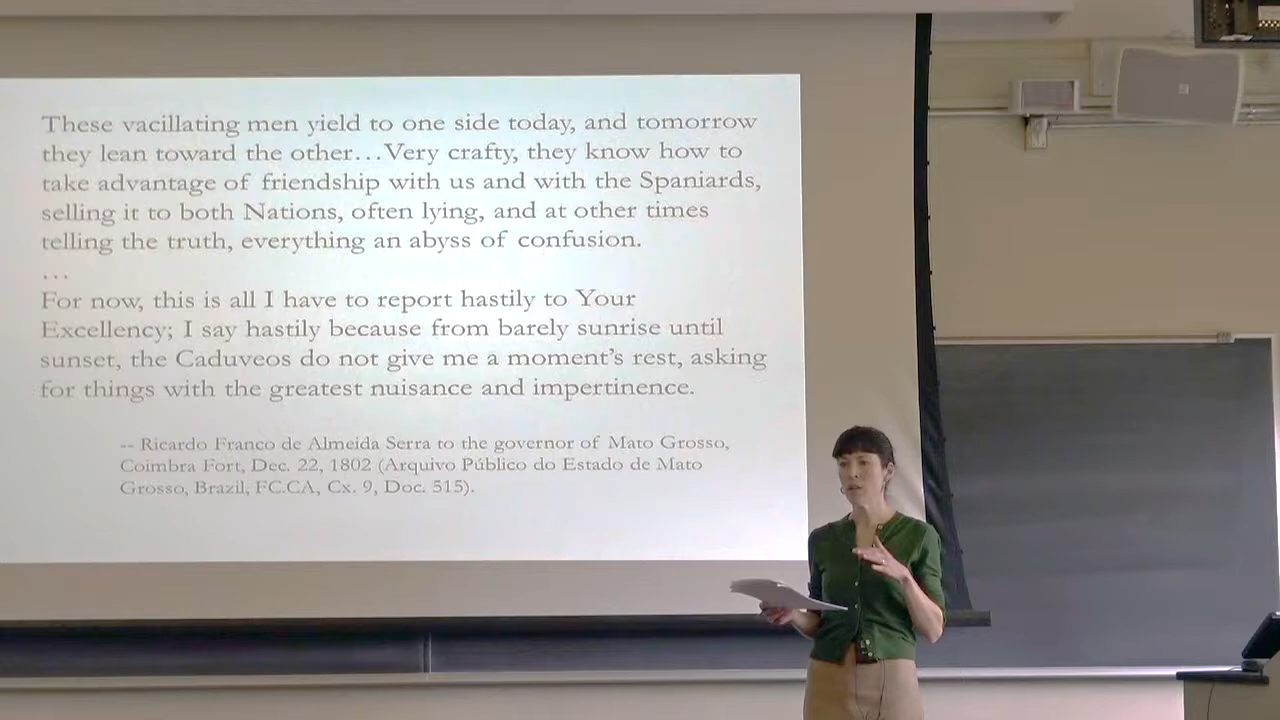 These vacillating men yield to one side today, and tomorrow
they lean toward the other…Very crafty, they know how to
take advantage of friendship with us and with the Spaniards,
selling it to both Nations, often lying, and at other times
telling the truth, everything an abyss of confusion.
…
For now, this is all I have to report hastily to Your
Excellency; I say hastily because from barely sunrise until
sunset, the Caduveos do not give me a moment's rest, asking
for things with the greatest nuisance and impertinence.
-- Ricardo Franco de Almeida Serra to the governor of Mato Grosso,
Coimbra Fort, Dec. 22, 1802 (Arquivo Público do Estado de Mato
Grosso, Brazil, FC.CA, Cx. 9, Doc. 515).